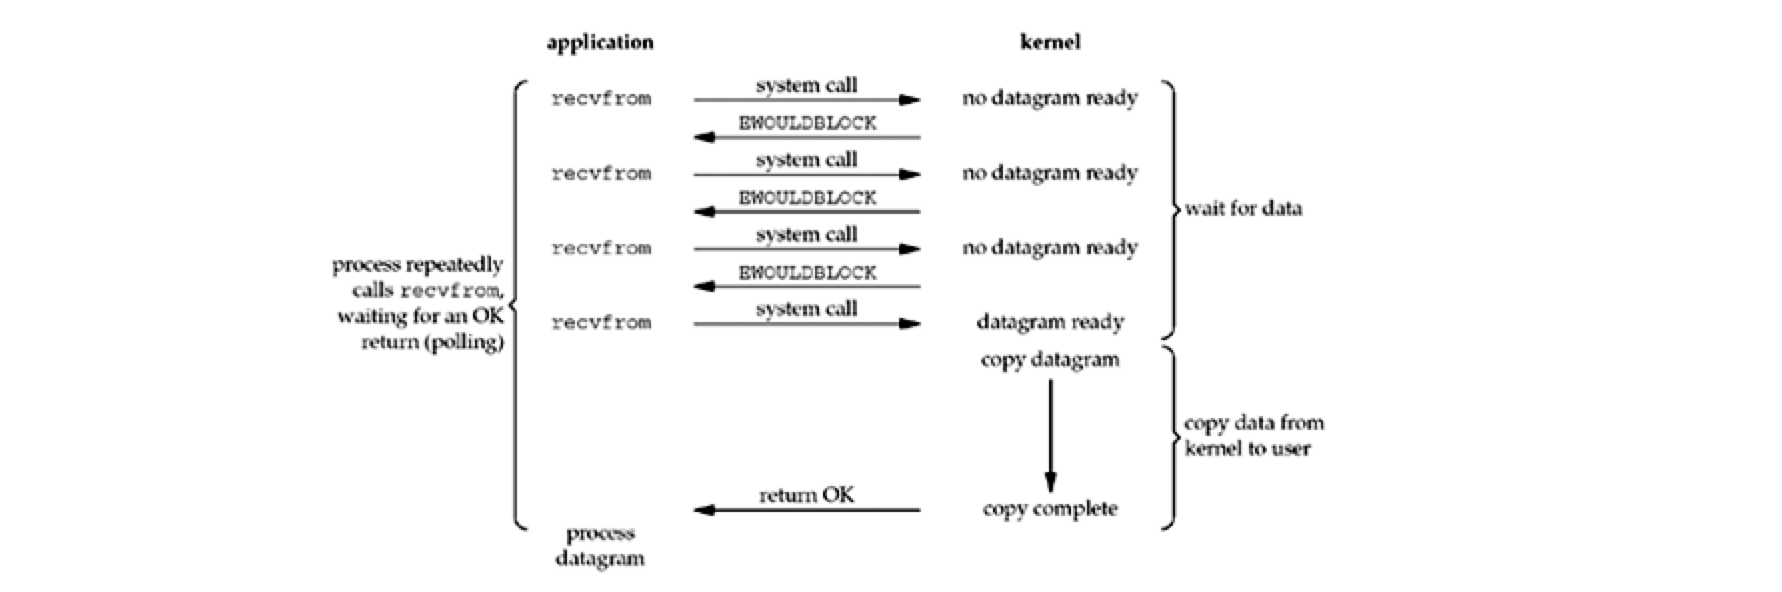 application
kernel
recvfrom
system call
no datagram ready
EWOULDBLOCK
recvfrom
system call
no datagram ready
EWOULDBLOCK
recvfrom
system call
no datagram ready
EWOULDBLOCK
recvfrom
system call
datagram ready
wait for data
process repeatedly
calls recvfrom,
waiting for an OK
return (polling)
copy datagram
copy data from
kernel to user
return OK
copy complete
process
datagram